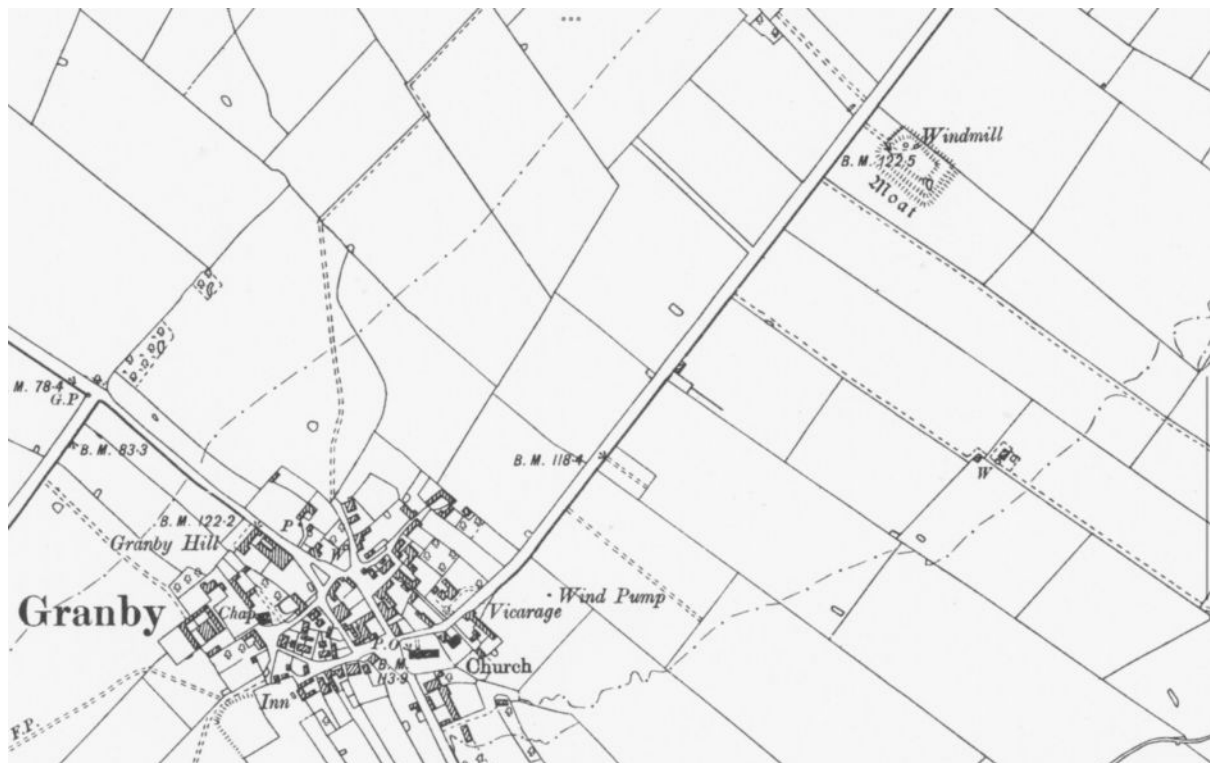 Windmill
B. M. 122·5
Moat
M. 78·4
G.P
B. M. 83·3
B. M. 118·4
W
B. M. 122·2
P
Granby Hill
W
Granby
Chap
Wind Pump
Vicarage
P.O
Church
B. M.
113·9
Inn
F.P.